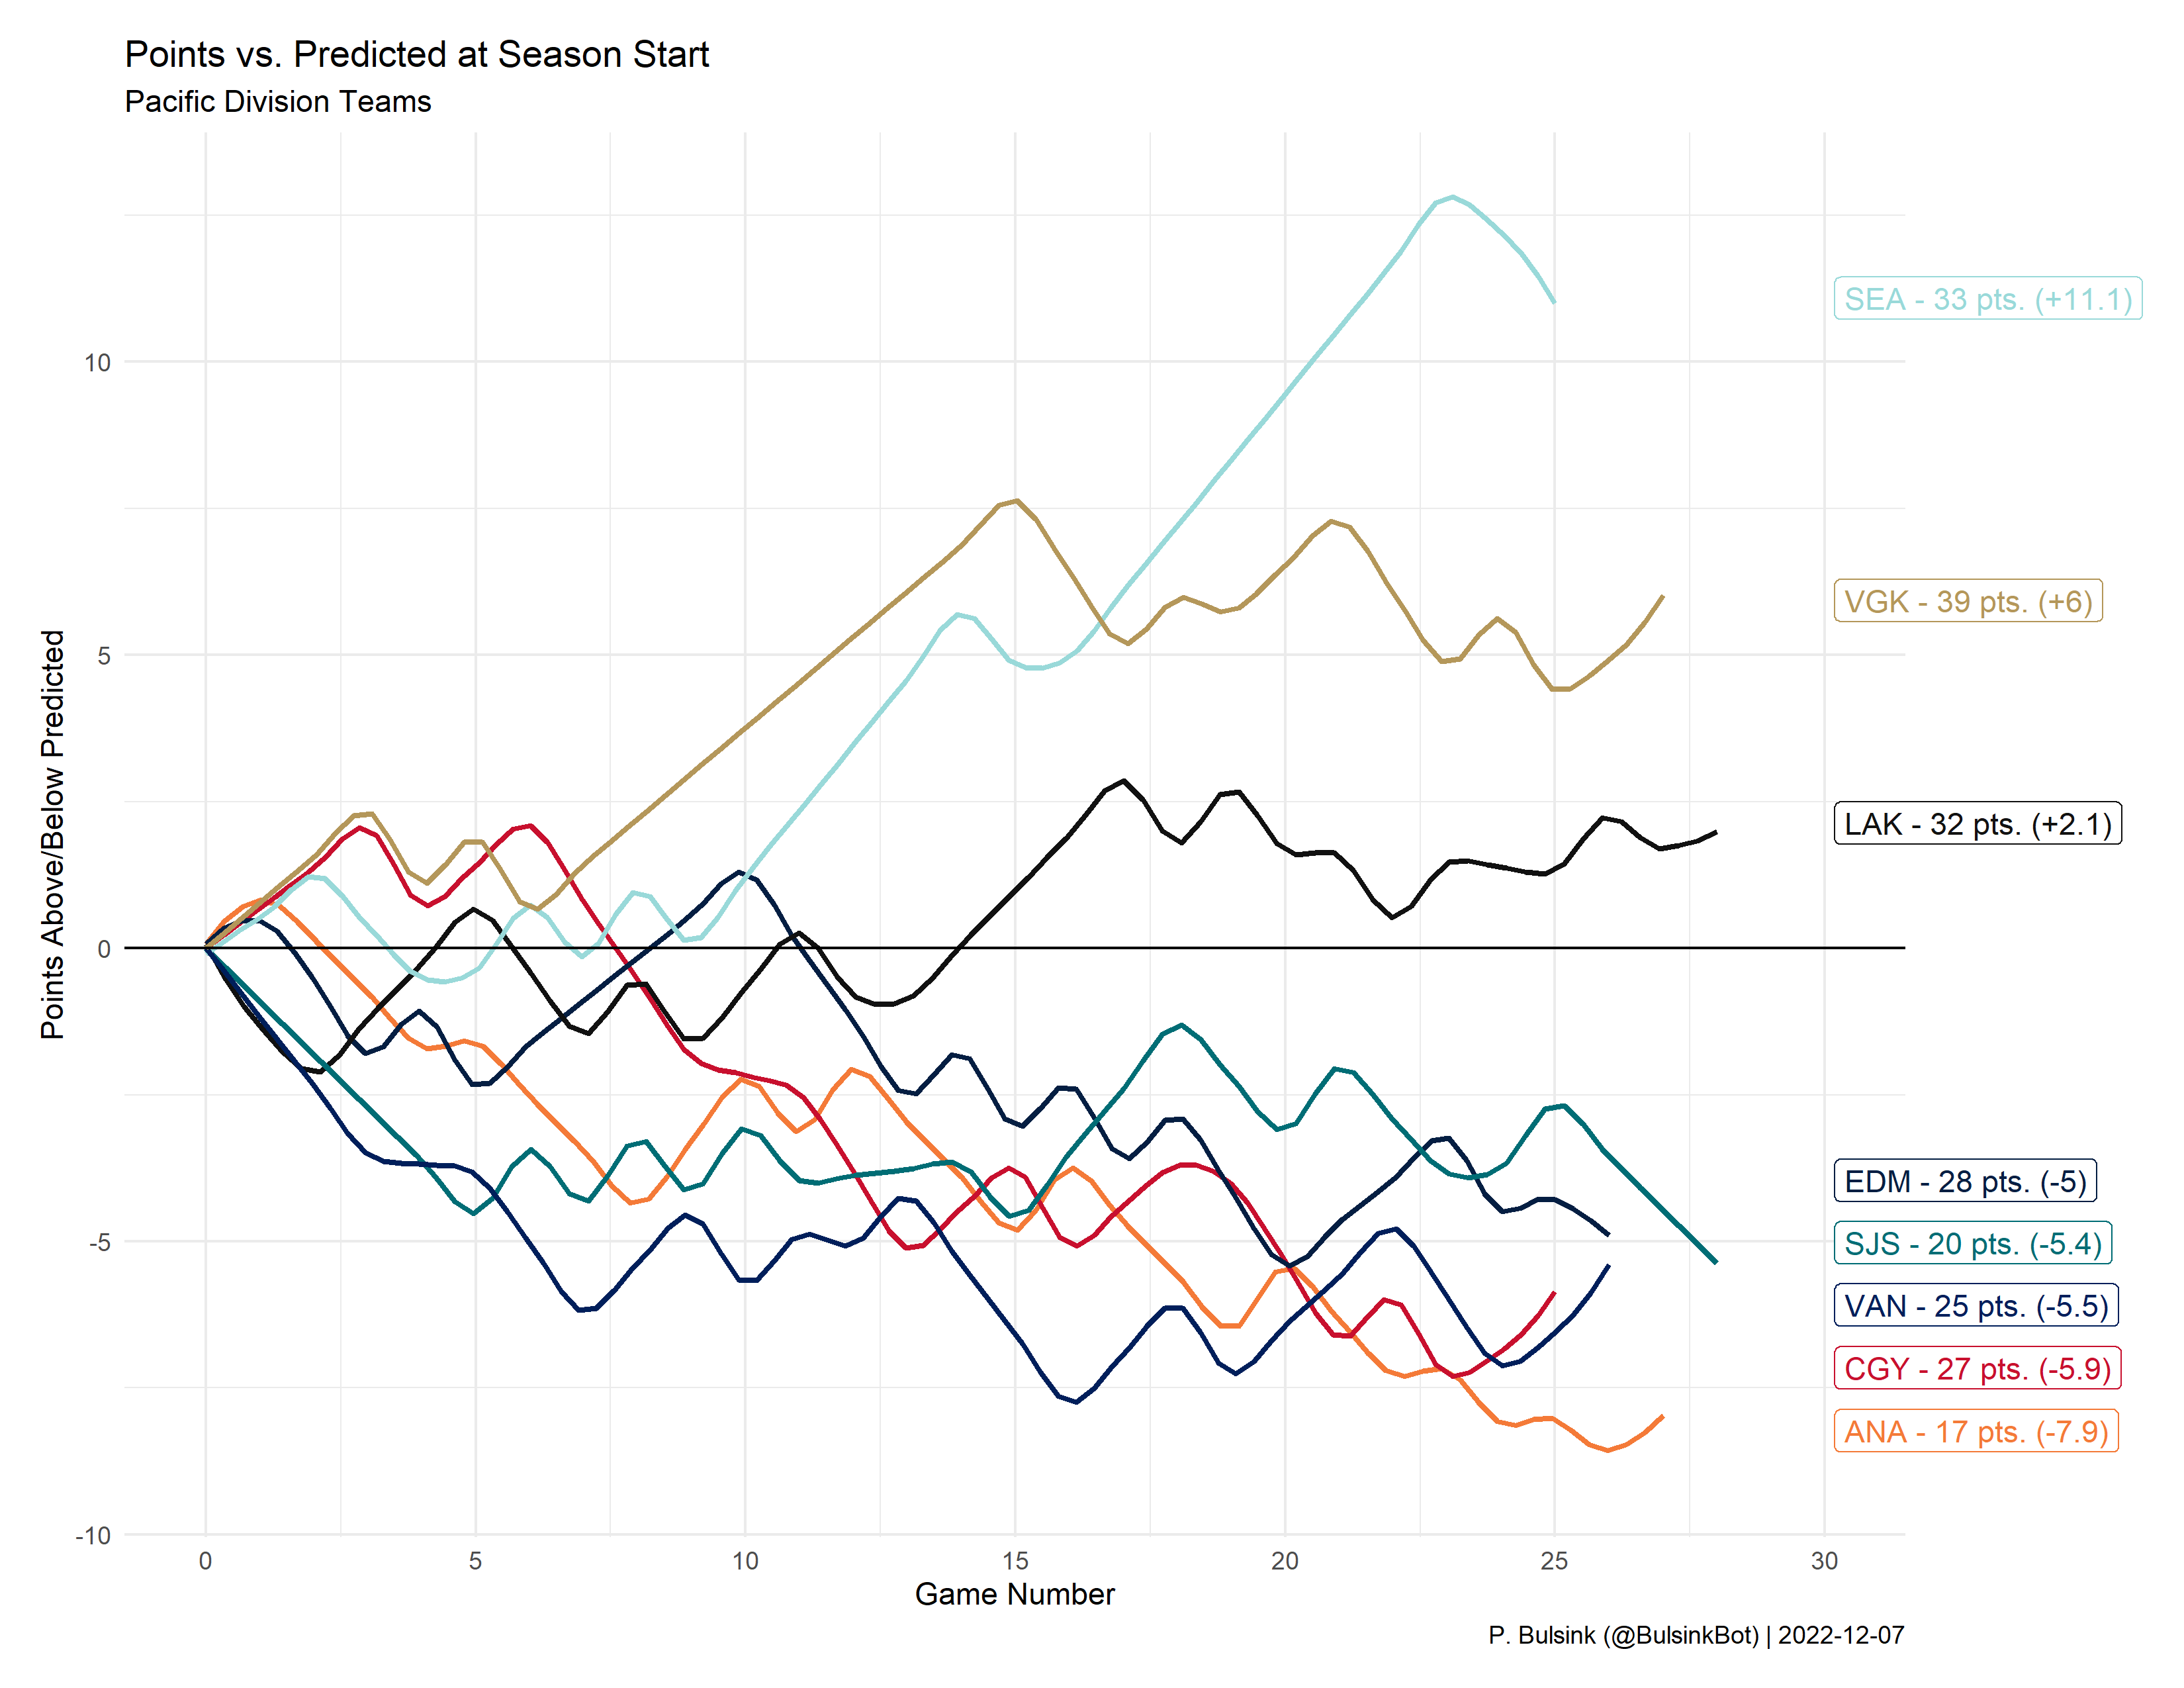 Points vs. Predicted at Season Start
Pacific Division Teams
Points Above/Below Predicted
10
5
0
-5
-10
SEA - 33 pts. (+11.1)
VGK - 39 pts. (+6)
LAK - 32 pts. (+2.1)
EDM - 28 pts. (-5)
SJS - 20 pts. (-5.4)
VAN - 25 pts. (-5.5)
CGY - 27 pts. (-5.9)
ANA - 17 pts. (-7.9)
0 5 10 15 20 25 30
Game Number
P. Bulsink (@BulsinkBot) | 2022-12-07